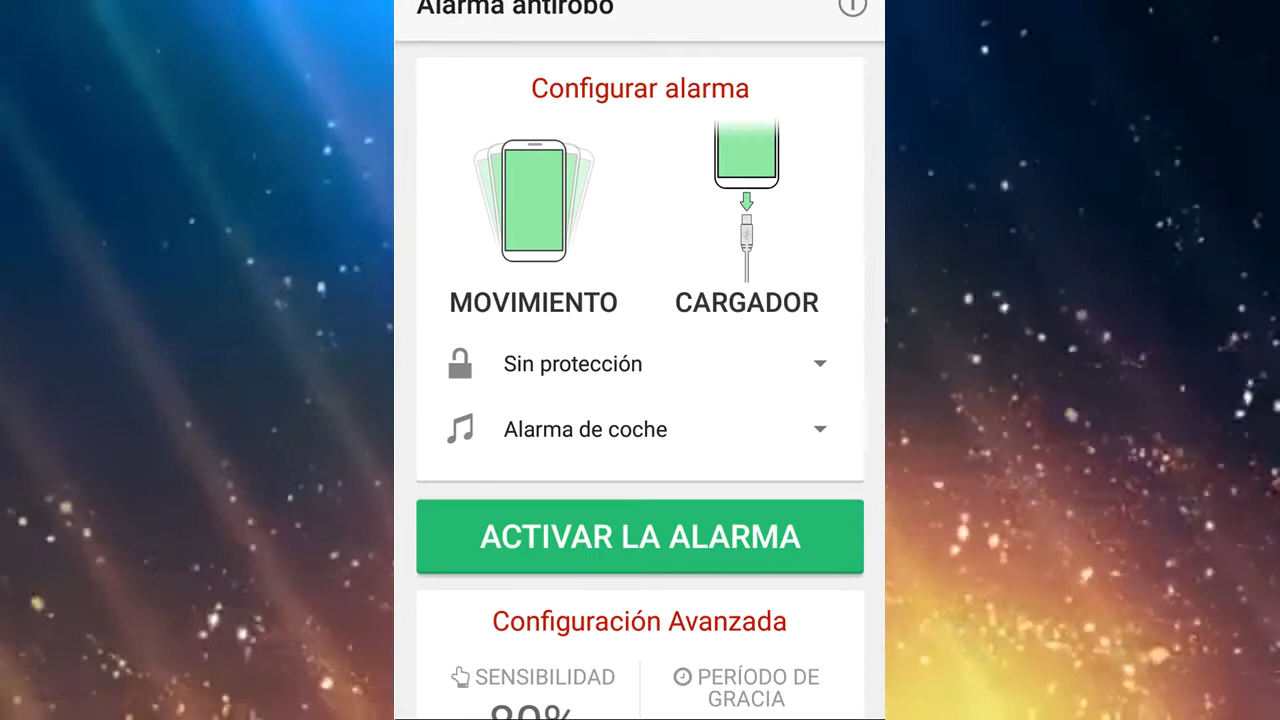 Alarma antirobo
Configurar alarma
MOVIMIENTO
CARGADOR
Sin protección
Alarma de coche
ACTIVAR LA ALARMA
Configuración Avanzada
SENSIBILIDAD
PERÍODO DE
GRACIA
80%